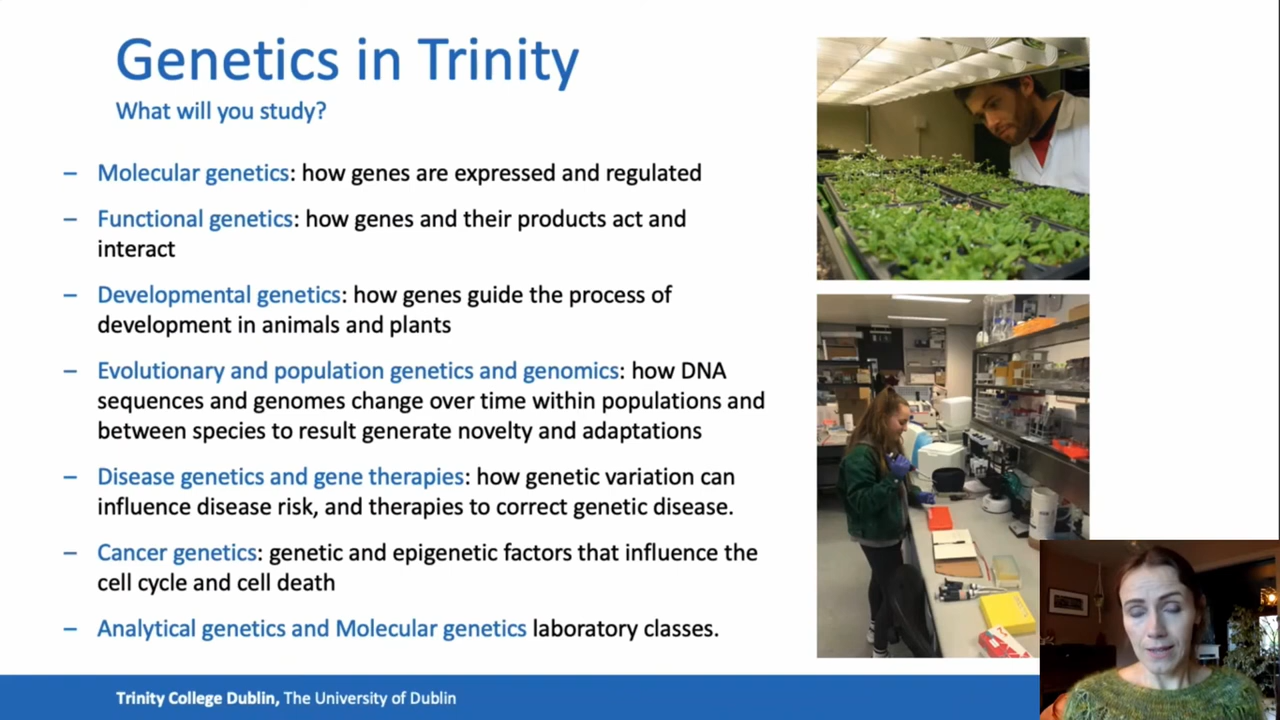 Genetics in Trinity
What will you study?
– Molecular genetics: how genes are expressed and regulated
– Functional genetics: how genes and their products act and
interact
– Developmental genetics: how genes guide the process of
development in animals and plants
– Evolutionary and population genetics and genomics: how DNA
sequences and genomes change over time within populations and
between species to result generate novelty and adaptations
– Disease genetics and gene therapies: how genetic variation can
influence disease risk, and therapies to correct genetic disease.
– Cancer genetics: genetic and epigenetic factors that influence the
cell cycle and cell death
– Analytical genetics and Molecular genetics laboratory classes.
Trinity College Dublin, The University of Dublin